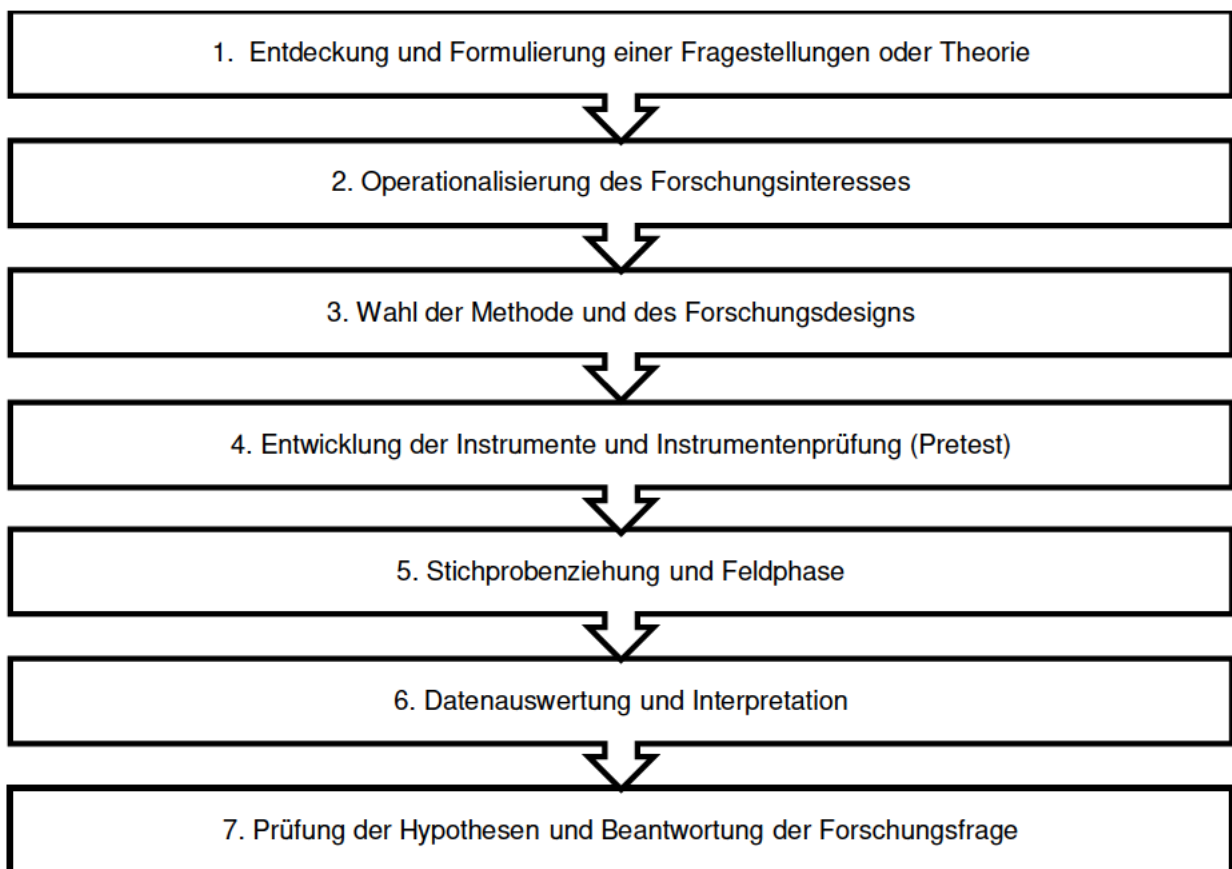 1. Entdeckung und Formulierung einer Fragestellungen oder Theorie
2. Operationalisierung des Forschungsinteresses
3. Wahl der Methode und des Forschungsdesigns
4. Entwicklung der Instrumente und Instrumentenprüfung (Pretest)
5. Stichprobenziehung und Feldphase
6. Datenauswertung und Interpretation
7. Prüfung der Hypothesen und Beantwortung der Forschungsfrage